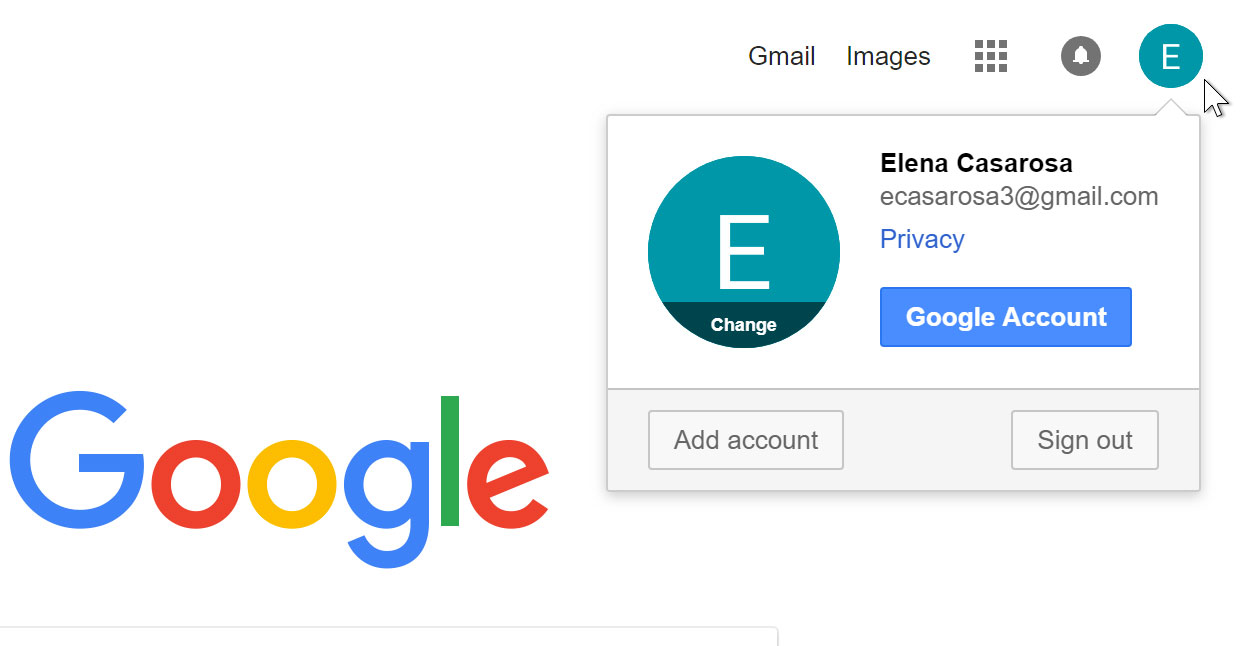 Gmail Images E
Elena Casarosa
ecasarosa3@gmail.com
Privacy
E
Change
Google Account
Add account Sign out
Google